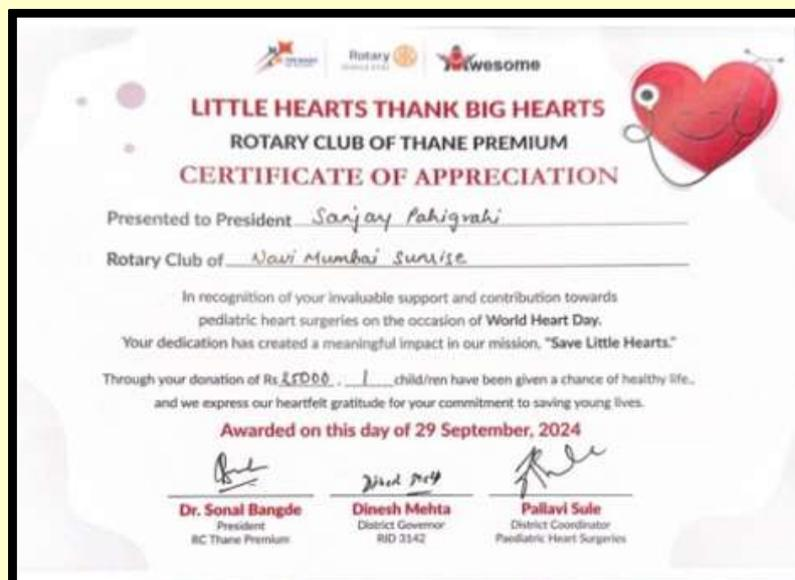 Rotary
Awesome
LITTLE HEARTS THANK BIG HEARTS
ROTARY CLUB OF THANE PREMIUM
CERTIFICATE OF APPRECIATION
Presented to President Sanjay Pahigrahi
Rotary Club of Navi Mumbai Sunrise
In recognition of your invaluable support and contribution towards
pediatric heart surgeries on the occasion of World Heart Day.
Your dedication has created a meaningful impact in our mission, "Save Little Hearts."
Through your donation of Rs 25000, 1 child/ren have been given a chance of healthy life.,
and we express our heartfelt gratitude for your commitment to saving young lives.
Awarded on this day of 29 September, 2024
Dr. Sonal Bangde
President
RC Thane Premium
Dinesh Mehta
District Governor
RID 3142
Pallavi Sule
District Coordinator
Paediatric Heart Surgeries